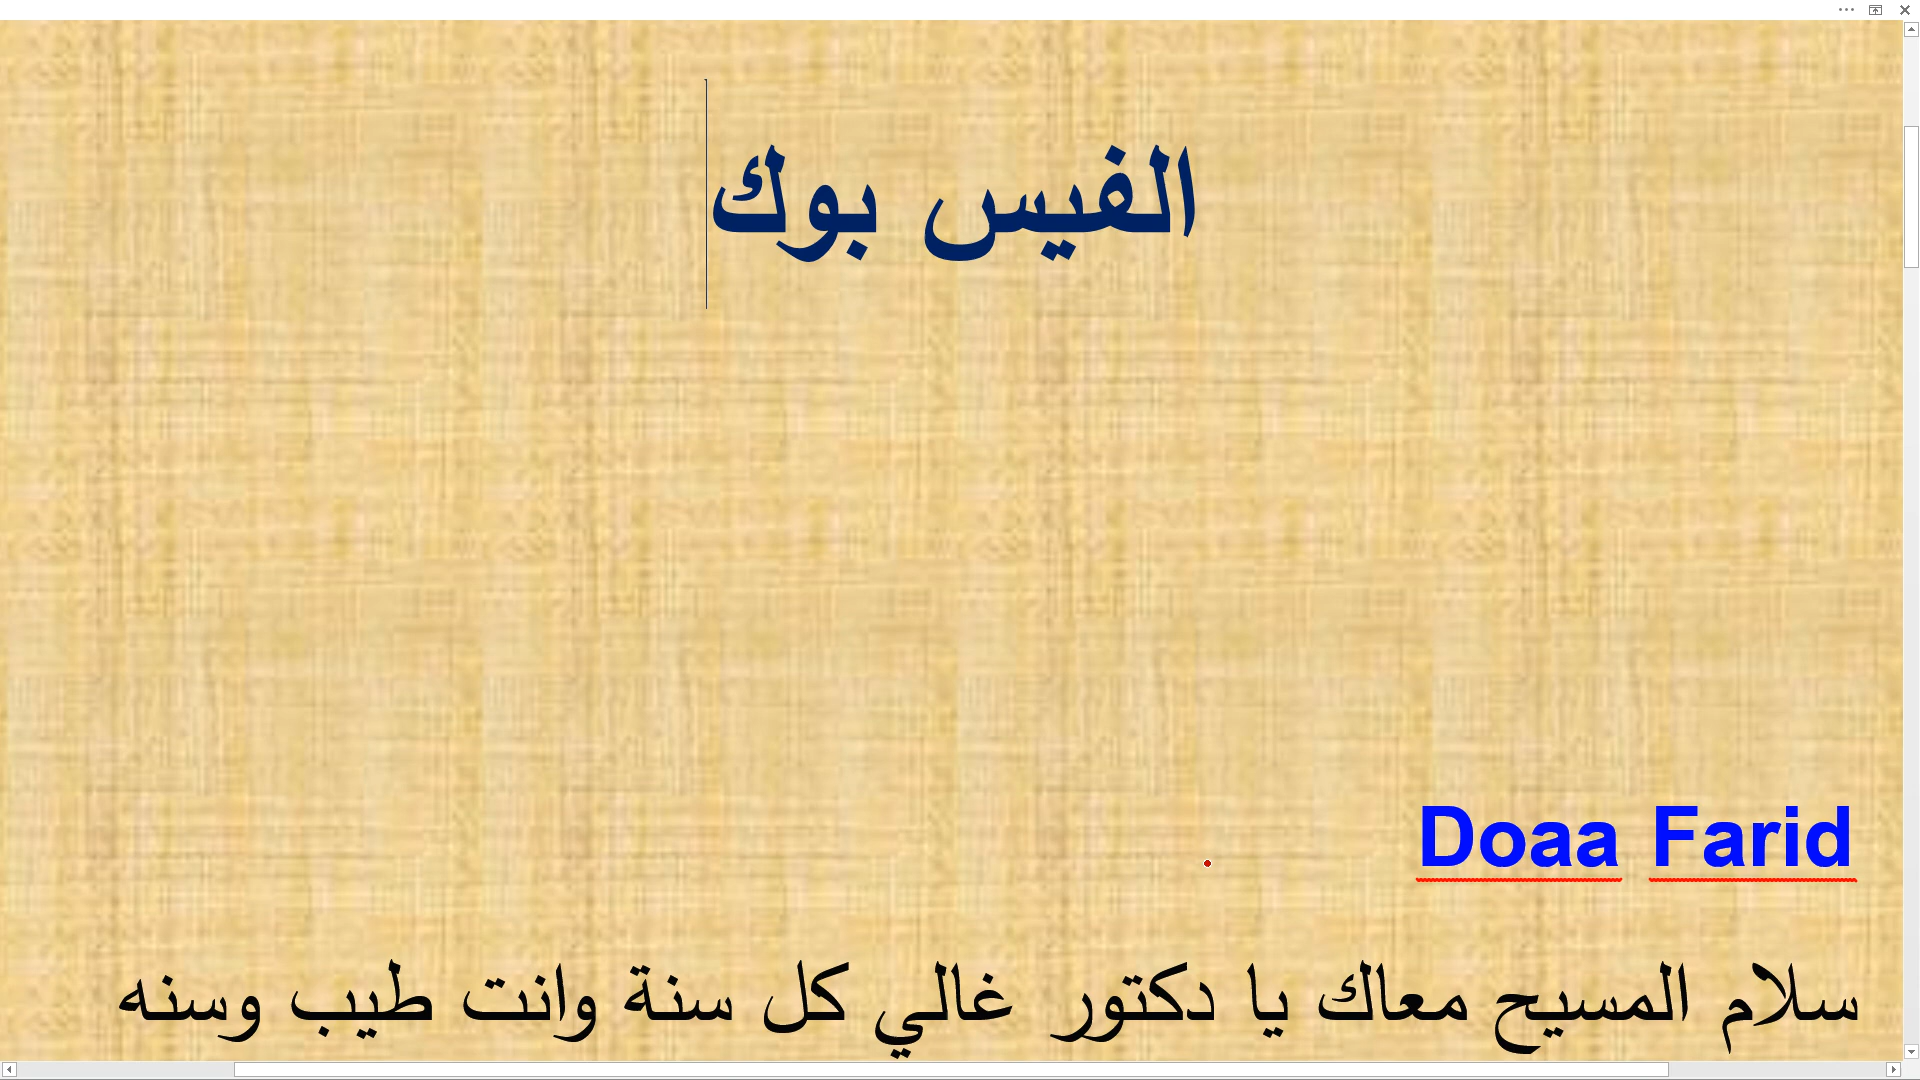 الفيس بوك
Doaa Farid
سلام المسيح معاك يا دكتور غالي كل سنة وانت طيب وسنه